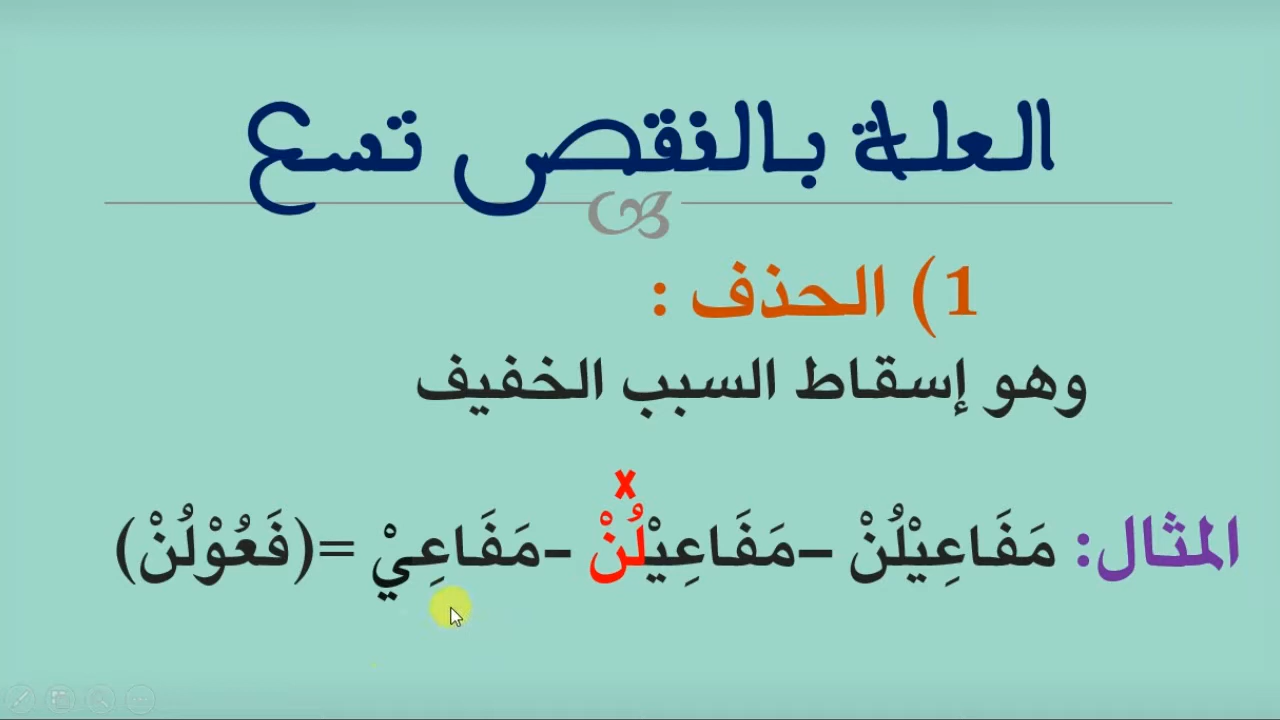 العلة بالنقص تسع
1) الحذف :
وهو إسقاط السبب الخفيف
المثال: مَفَاعِيْلُنْ – مَفَاعِيْلُنْ - مَفَاعِيْ =(فَعُوْلُنْ)